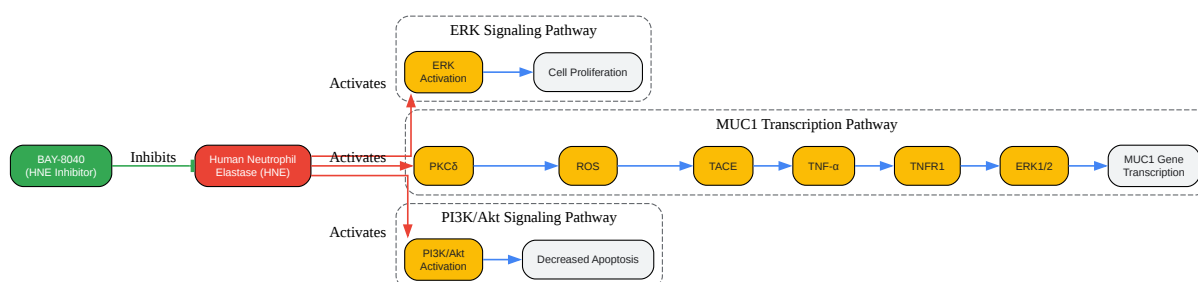 ERK Signaling Pathway
Activates
ERK
Activation
Cell Proliferation
MUC1 Transcription Pathway
BAY-8040
(HNE Inhibitor)
Inhibits
Human Neutrophil
Elastase (HNE)
Activates
PKCδ
ROS
TACE
TNF-α
TNFR1
ERK1/2
MUC1 Gene
Transcription
PI3K/Akt Signaling Pathway
Activates
PI3K/Akt
Activation
Decreased Apoptosis